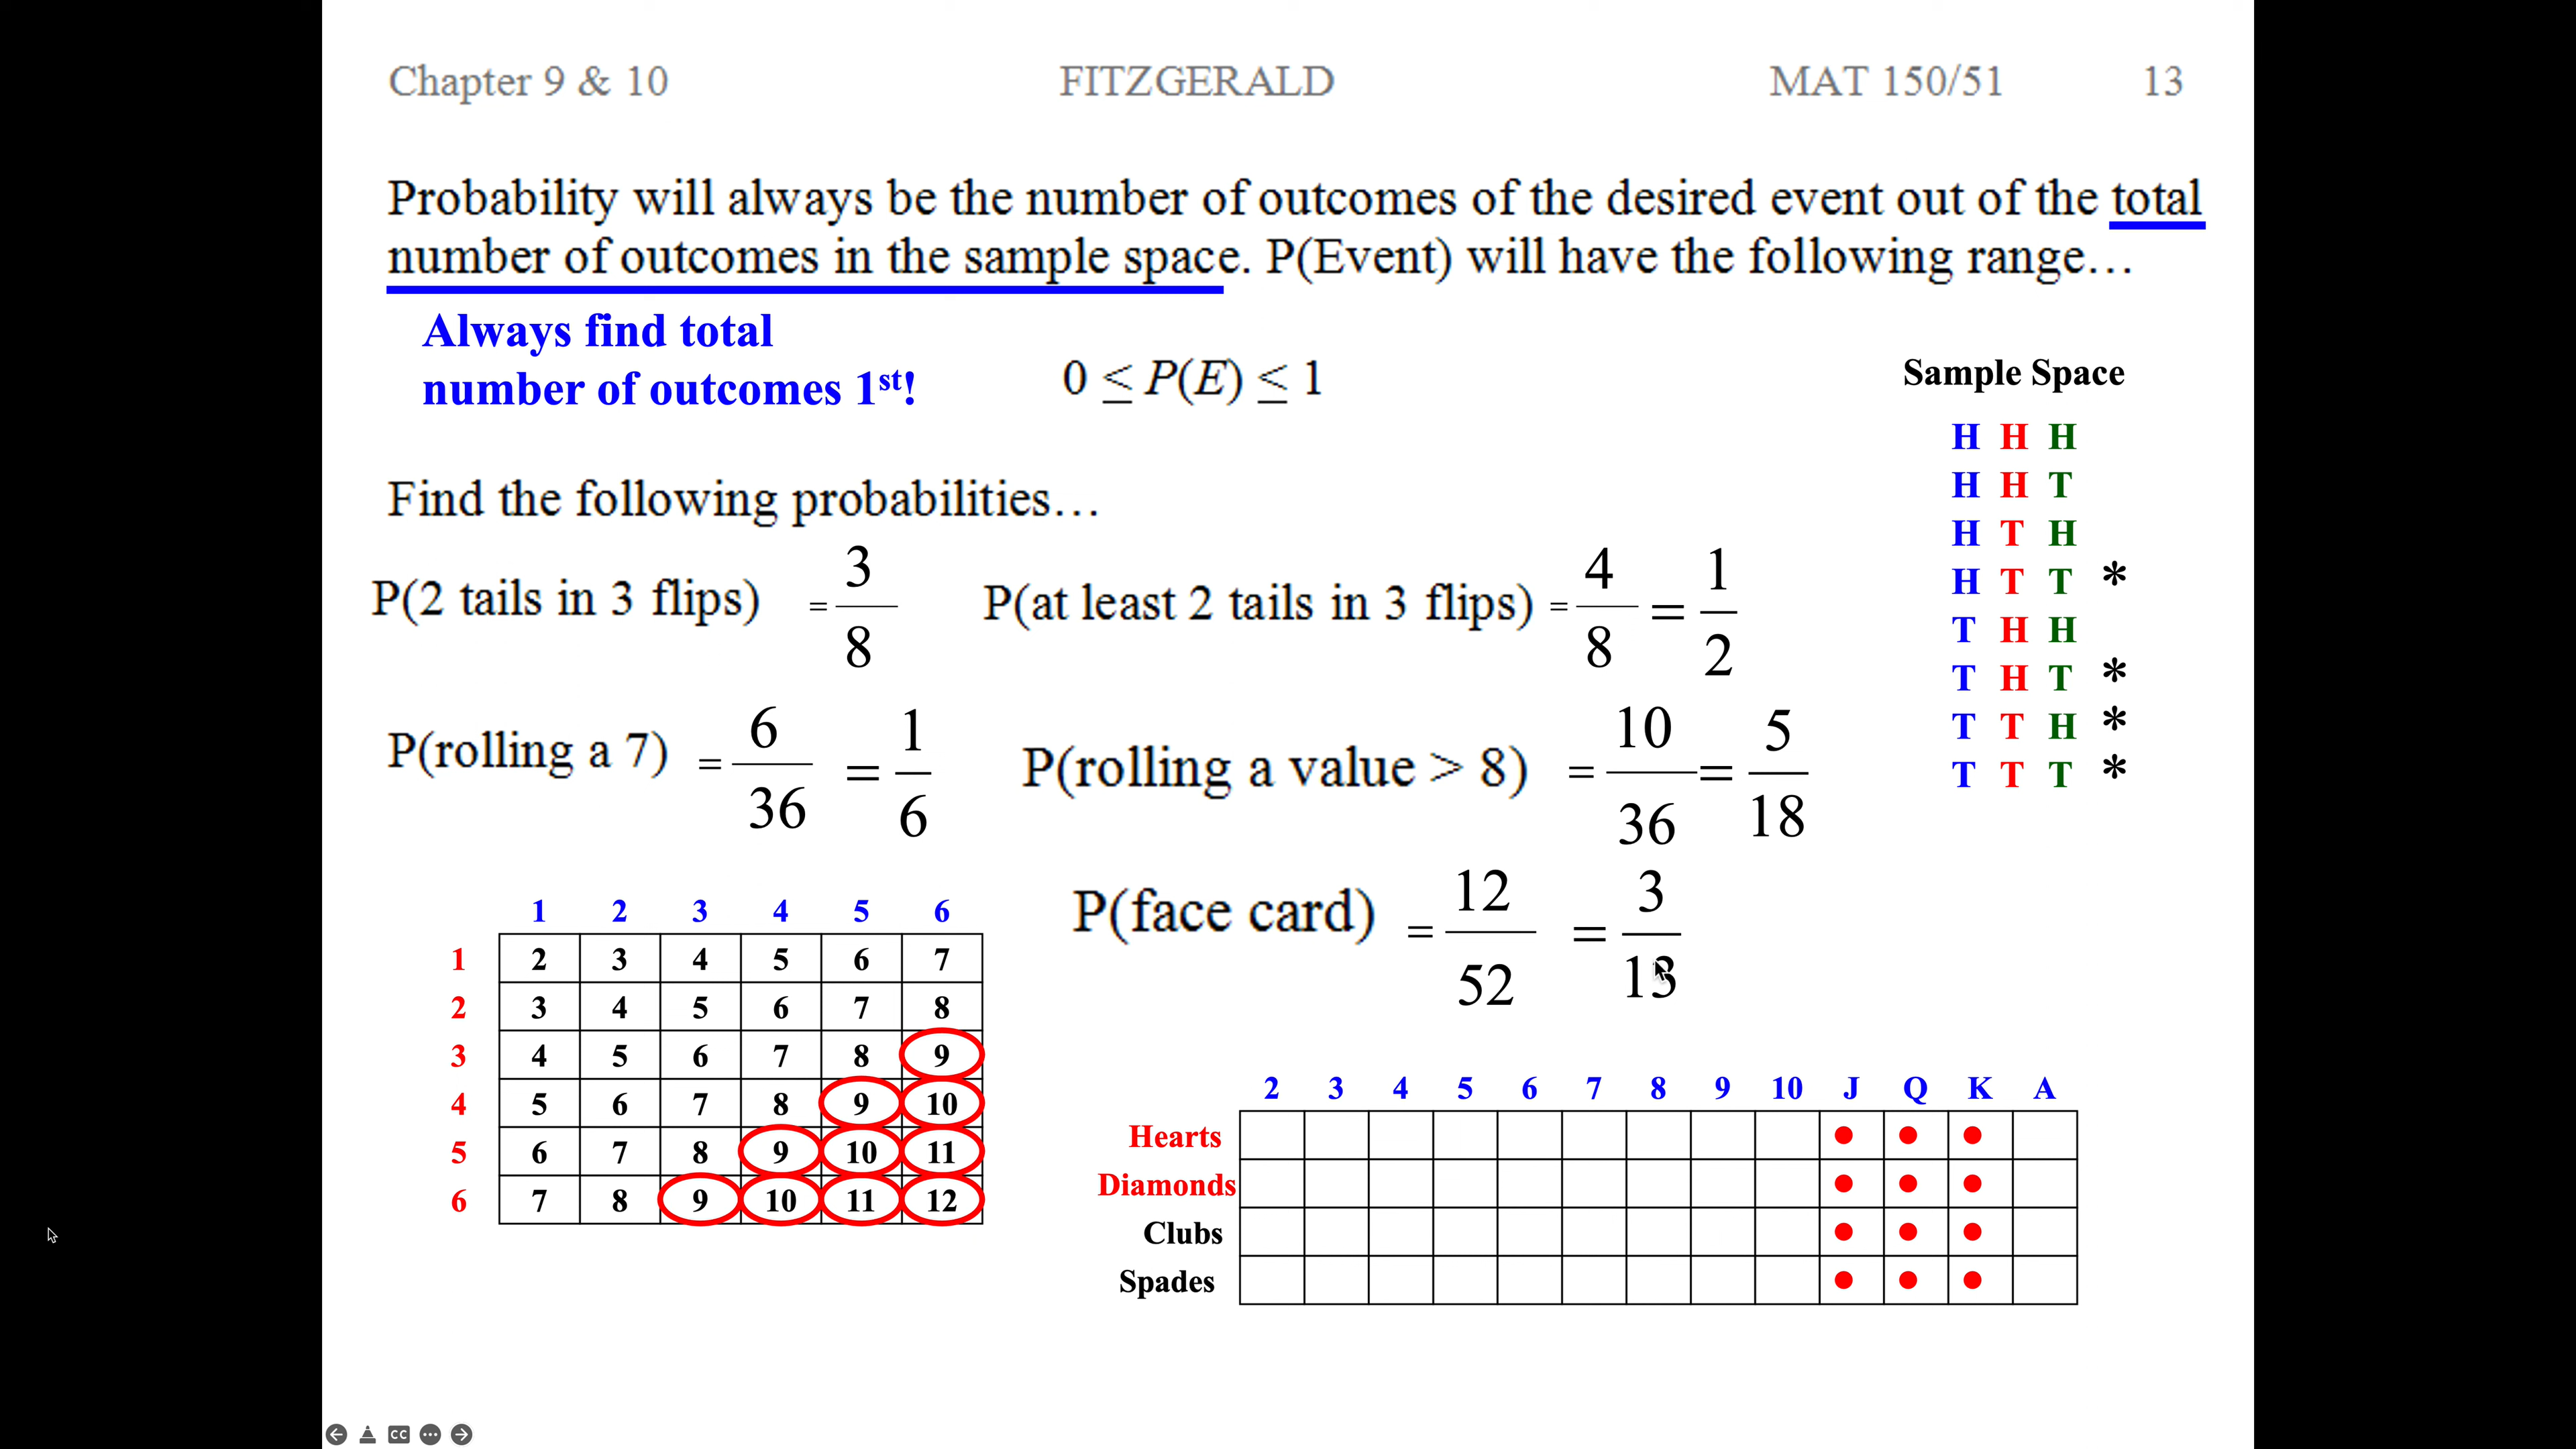 Chapter 9 & 10 FITZGERALD MAT 150/51 13
Probability will always be the number of outcomes of the desired event out of the total
number of outcomes in the sample space. P(Event) will have the following range…
Always find total
number of outcomes 1st!
0 ≤ P(E) ≤ 1
Find the following probabilities…
P(2 tails in 3 flips) = 3/8
P(at least 2 tails in 3 flips) = 4/8 = 1/2
P(rolling a 7) = 6/36 = 1/6
P(rolling a value > 8) = 10/36 = 5/18
P(face card) = 12/52 = 3/13
Sample Space
H H H
H H T
H T H
H T T *
T H H
T H T *
T T H *
T T T *
1 2 3 4 5 6
1 2 3 4 5 6 7
2 3 4 5 6 7 8
3 4 5 6 7 8 9
4 5 6 7 8 9 10
5 6 7 8 9 10 11
6 7 8 9 10 11 12
2 3 4 5 6 7 8 9 10 J Q K A
Hearts
Diamonds
Clubs
Spades
CC